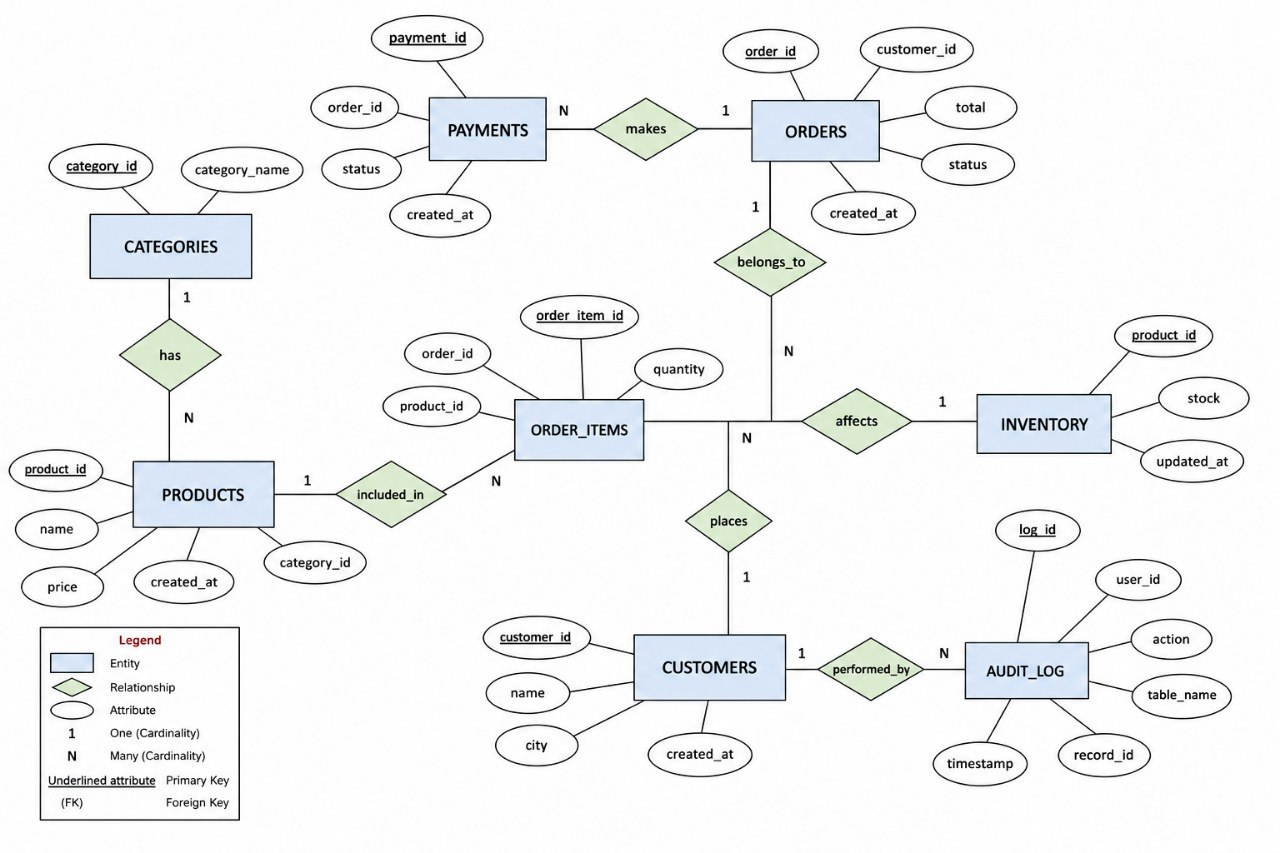 payment_id
order_id
customer_id
order_id
total
PAYMENTS
N
makes
1
ORDERS
status
status
created_at
created_at
category_id
category_name
CATEGORIES
1
belongs_to
1
has
N
order_item_id
order_id
quantity
product_id
ORDER_ITEMS
N
N
affects
1
product_id
stock
INVENTORY
updated_at
N
product_id
PRODUCTS
1
included_in
N
name
price
created_at
category_id
places
1
log_id
user_id
action
customer_id
CUSTOMERS
1
performed_by
N
AUDIT_LOG
table_name
name
city
created_at
timestamp
record_id
Legend
Entity
Relationship
Attribute
1 One (Cardinality)
N Many (Cardinality)
Underlined attribute Primary Key
(FK) Foreign Key